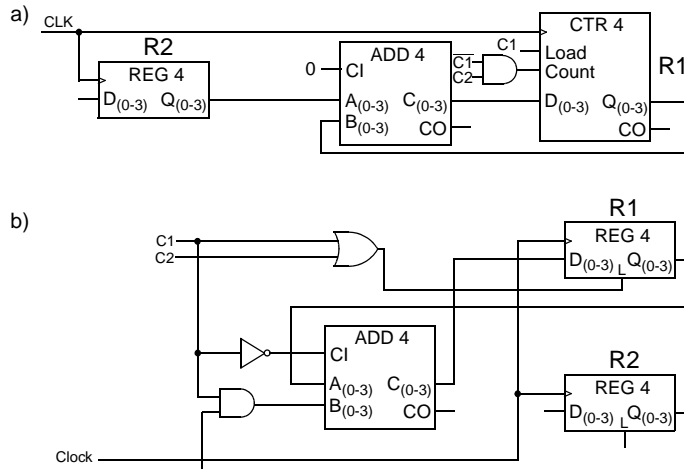 a)
CLK
R2
REG 4
D(0-3) Q(0-3)
0
ADD 4
CI
A(0-3) C(0-3)
B(0-3)
CO
C1
C2
C1
CTR 4
Load
Count
D(0-3) Q(0-3)
CO
R1
b)
C1
C2
R1
REG 4
D(0-3) L Q(0-3)
ADD 4
CI
A(0-3) C(0-3)
B(0-3) CO
R2
REG 4
D(0-3) L Q(0-3)
Clock